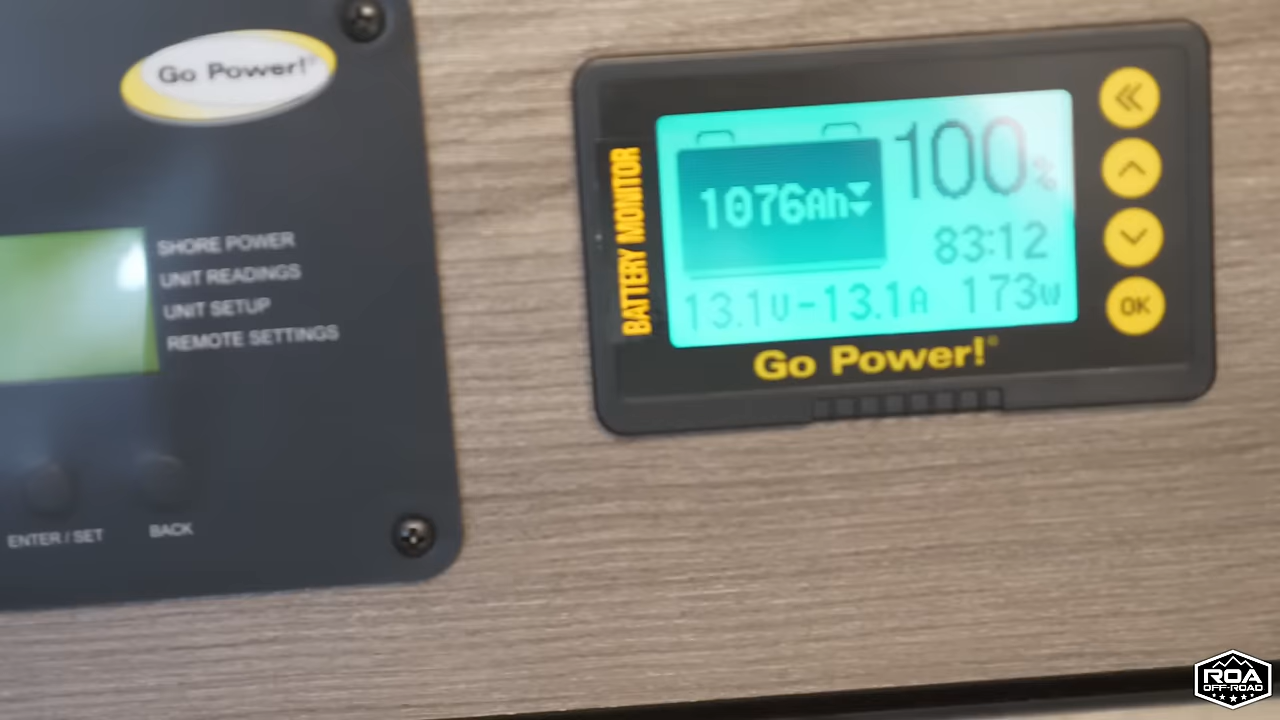 Go Power!®
SHORE POWER
UNIT READINGS
UNIT SETUP
REMOTE SETTINGS
ENTER / SET
BACK
BATTERY MONITOR
1076Ah
100%
83:12
13.1V-13.1A 173W
OK
Go Power!®
ROA
OFF-ROAD